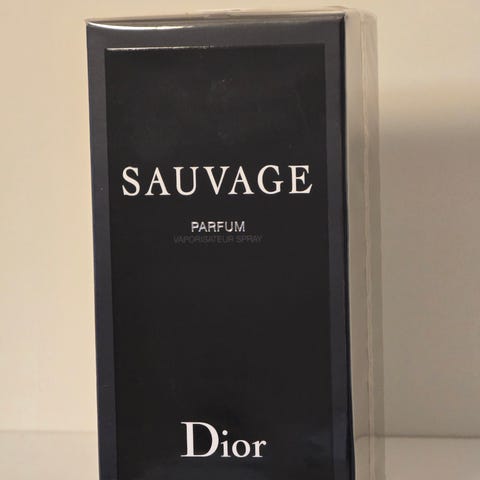 SAUVAGE
PARFUM
VAPORISATEUR SPRAY
Dior